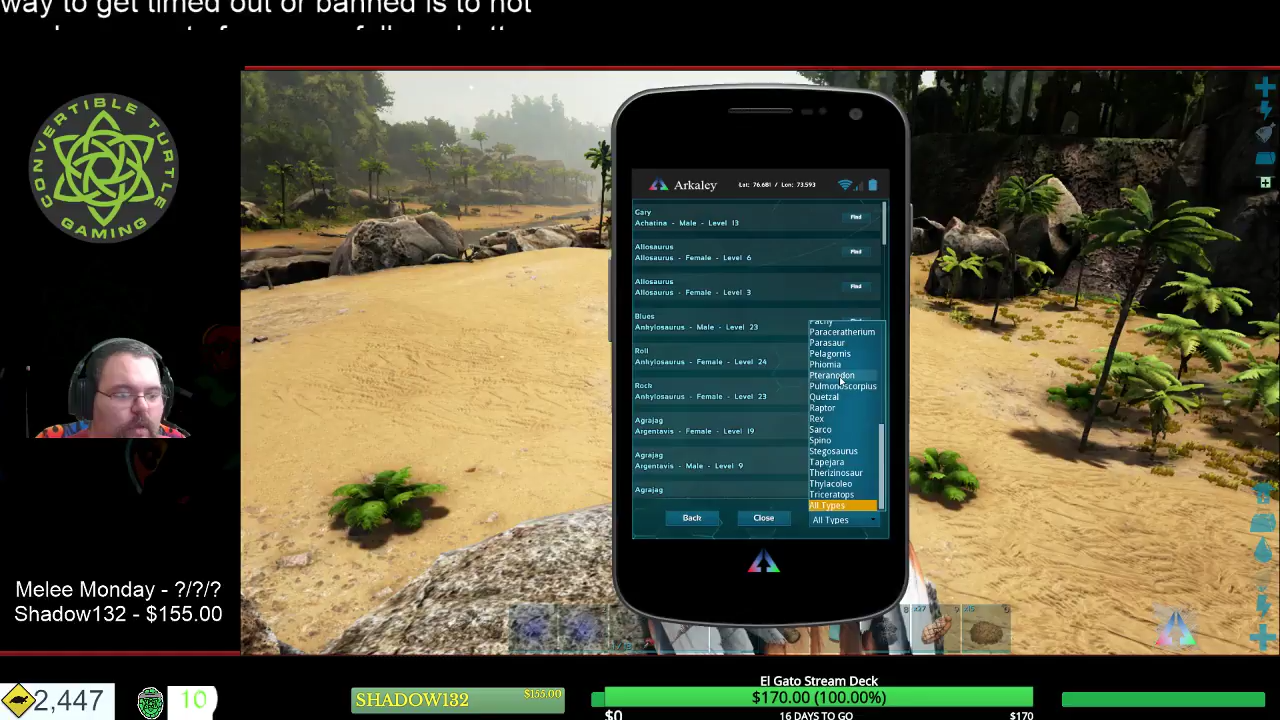 way to get timed out or banned is to not
CONVERTIBLE TURTLE
GAMING
Arkaley
Lat: 76.681 / Lon: 73.593
Gary
Achatina - Male - Level 13
Find
Allosaurus
Allosaurus - Female - Level 6
Find
Allosaurus
Allosaurus - Female - Level 3
Find
Blues
Ankylosaurus - Male - Level 23
Roll
Ankylosaurus - Female - Level 24
Rock
Ankylosaurus - Female - Level 23
Agrajag
Argentavis - Female - Level 19
Agrajag
Argentavis - Male - Level 9
Agrajag
Pachy
Paraceratherium
Parasaur
Pelagornis
Phiomia
Pteranodon
Pulmonoscorpius
Quetzal
Raptor
Rex
Sarco
Spino
Stegosaurus
Tapejara
Therizinosaur
Thylacoleo
Triceratops
All Types
Back
Close
All Types
Melee Monday - ?/?/?
Shadow132 - $155.00
2,447
10
SHADOW132
$155.00
El Gato Stream Deck
$170.00 (100.00%)
$0
16 DAYS TO GO
$170